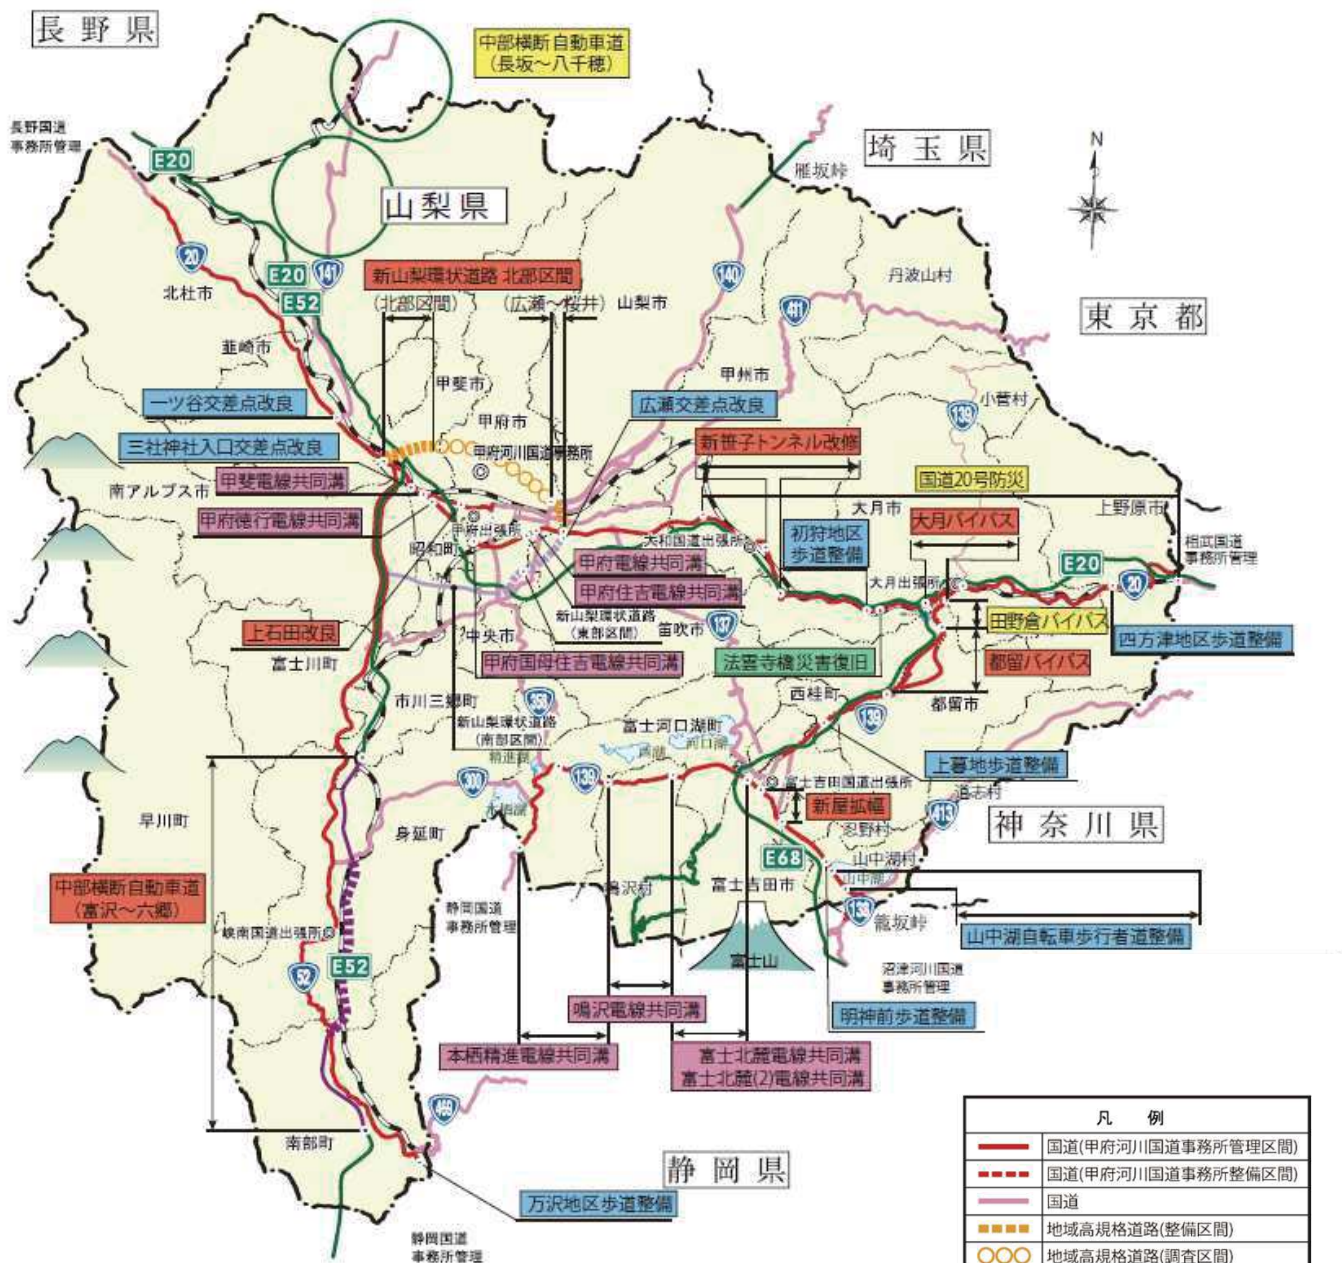 長野県
中部横断自動車道
(長坂～八千穂)
長野国道
事務所管理
E20
埼玉県
雁坂峠
N
山梨県
20
E20
141
E52
140
411
丹波山村
東京都
北杜市
新山梨環状道路 北部区間
(北部区間)
(広瀬～桜井)
山梨市
韮崎市
甲斐市
甲州市
139
小菅村
一ツ谷交差点改良
甲府市
広瀬交差点改良
三社神社入口交差点改良
甲府河川国道事務所
新笹子トンネル改修
甲斐電線共同溝
国道20号防災
南アルプス市
大月市
上野原市
甲府徳行電線共同溝
甲府出張所
大月バイパス
昭和町
大和国道出張所
初狩地区
歩道整備
相武国道
事務所管理
甲府電線共同溝
E20
大月出張所
20
甲府住吉電線共同溝
新山梨環状道路
(東部区間)
笛吹市
137
田野倉バイパス
四方津地区歩道整備
上石田改良
中央市
甲府国母住吉電線共同溝
法雲寺橋災害復旧
都留バイパス
富士川町
市川三郷町
358
西桂町
都留市
新山梨環状道路
(南部区間)
精進湖
富士河口湖町
西湖
河口湖
139
上暮地歩道整備
300
139
富士吉田国道出張所
道志村
本栖湖
新屋拡幅
413
神奈川県
早川町
身延町
忍野村
E68
山中湖村
山中湖
中部横断自動車道
(富沢～六郷)
鳴沢村
富士吉田市
静岡国道
事務所管理
138
籠坂峠
峡南国道出張所
山中湖自転車歩行者道整備
52
E52
富士山
沼津河川国道
事務所管理
鳴沢電線共同溝
明神前歩道整備
本栖精進電線共同溝
富士北麓電線共同溝
富士北麓(2)電線共同溝
469
南部町
静岡県
万沢地区歩道整備
静岡国道
事務所管理
凡 例
国道(甲府河川国道事務所管理区間)
国道(甲府河川国道事務所整備区間)
国道
地域高規格道路(整備区間)
地域高規格道路(調査区間)